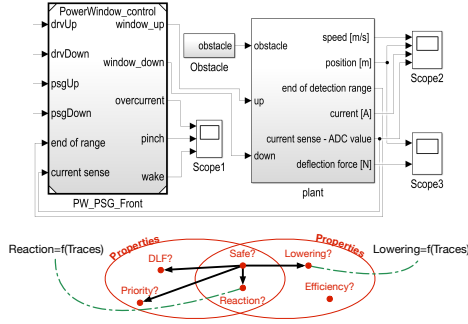 PowerWindow_control
drvUp
drvDown
psgUp
psgDown
end of range
current sense
window_up
window_down
overcurrent
pinch
wake
PW_PSG_Front
Scope1
obstacle
Obstacle
obstacle
up
down
speed [m/s]
position [m]
end of detection range
current [A]
current sense - ADC value
deflection force [N]
plant
Scope2
Scope3
Reaction=f(Traces)
Properties
DLF?
Safe?
Priority?
Reaction?
Properties
Lowering?
Efficiency?
Lowering=f(Traces)